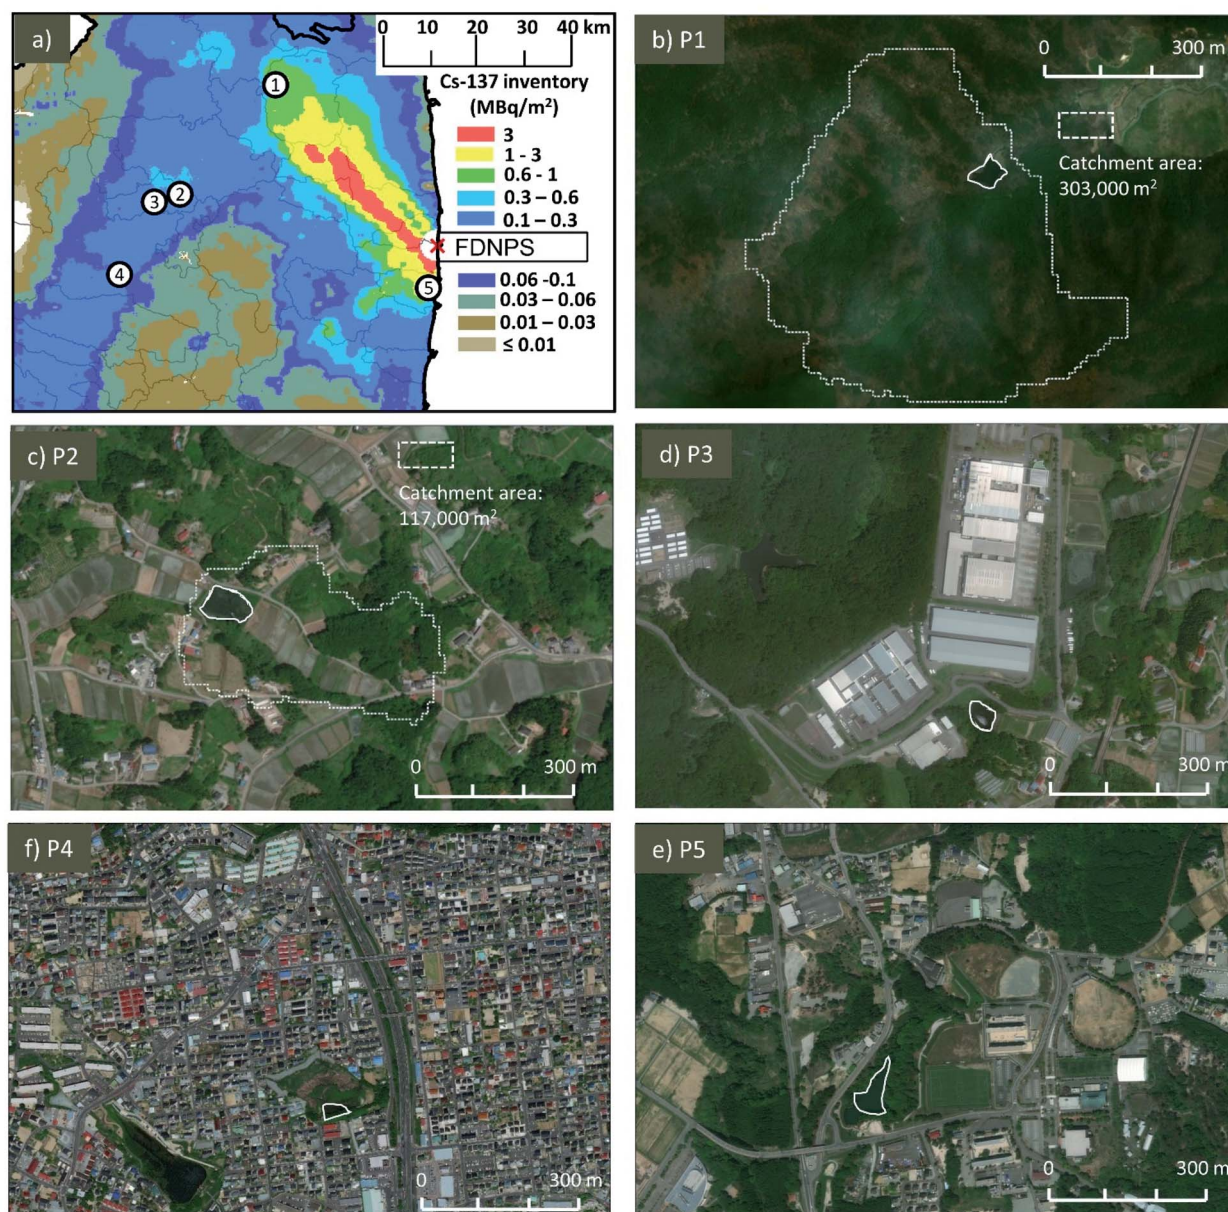 a)
0 10 20 30 40 km
Cs-137 inventory
(MBq/m²)
3
1 - 3
0.6 - 1
0.3 – 0.6
0.1 – 0.3
FDNPS
0.06 -0.1
0.03 – 0.06
0.01 – 0.03
≤ 0.01
1
2
3
4
5
b) P1
0 300 m
Catchment area:
303,000 m²
c) P2
Catchment area:
117,000 m²
0 300 m
d) P3
0 300 m
f) P4
0 300 m
e) P5
0 300 m